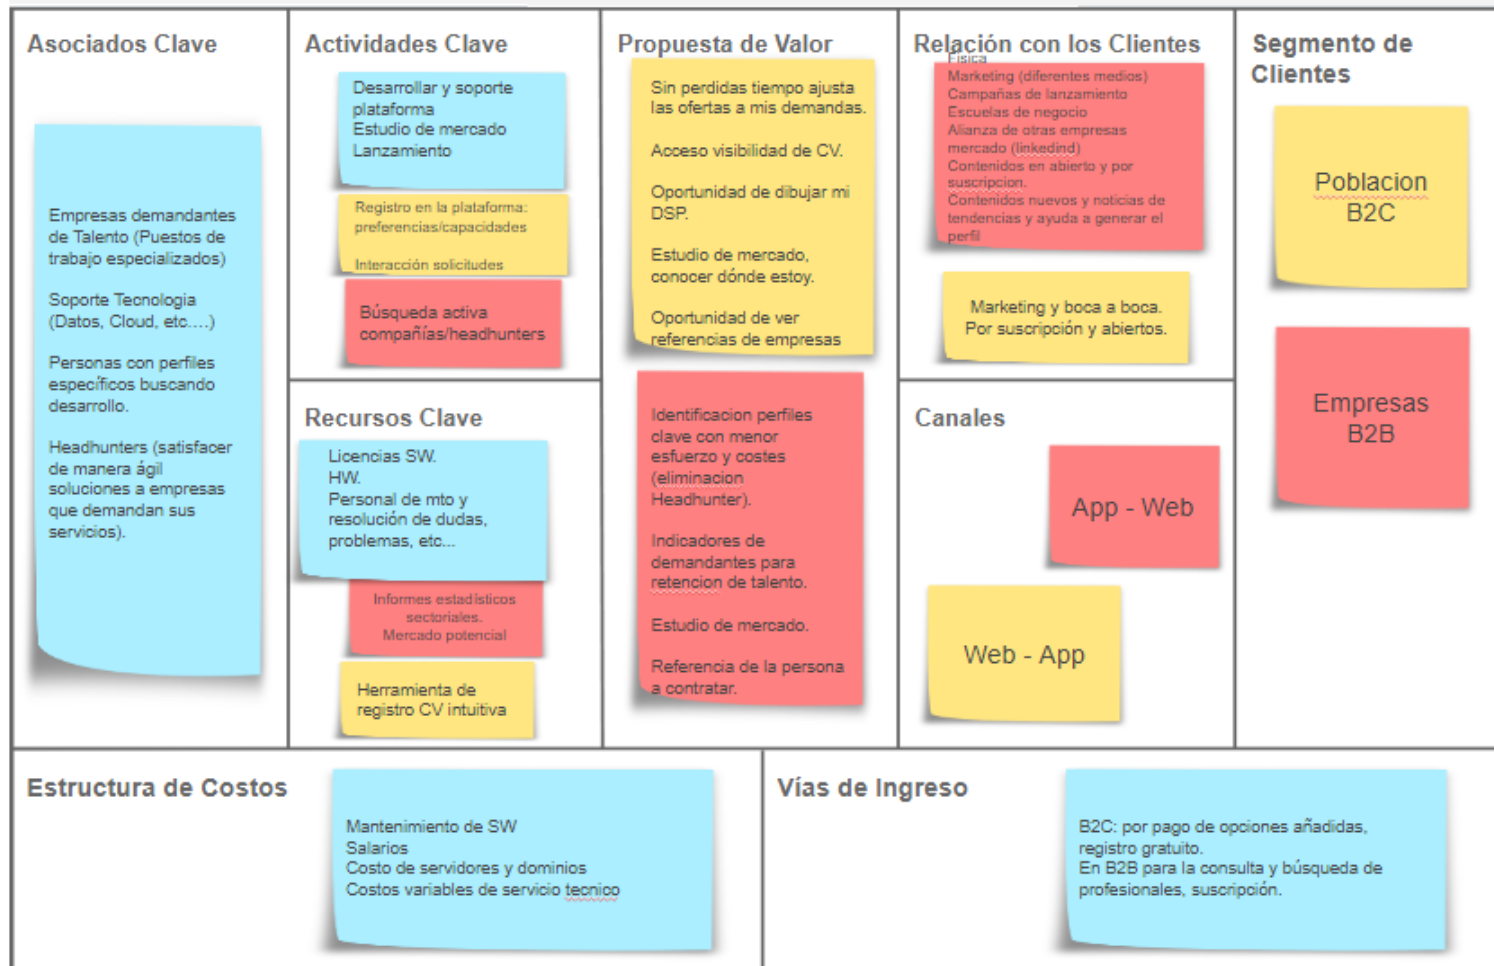 Asociados Clave
Empresas demandantes
de Talento (Puestos de
trabajo especializados)
Soporte Tecnologia
(Datos, Cloud, etc....)
Personas con perfiles
específicos buscando
desarrollo.
Headhunters (satisfacer
de manera ágil
soluciones a empresas
que demandan sus
servicios).
Actividades Clave
Desarrollar y soporte
plataforma
Estudio de mercado
Lanzamiento
Registro en la plataforma:
preferencias/capacidades
Interacción solicitudes
Búsqueda activa
compañías/headhunters
Recursos Clave
Licencias SW.
HW.
Personal de mto y
resolución de dudas,
problemas, etc...
Informes estadísticos
sectoriales.
Mercado potencial
Herramienta de
registro CV intuitiva
Propuesta de Valor
Sin perdidas tiempo ajusta
las ofertas a mis demandas.
Acceso visibilidad de CV.
Oportunidad de dibujar mi
DSP.
Estudio de mercado,
conocer dónde estoy.
Oportunidad de ver
referencias de empresas
Identificacion perfiles
clave con menor
esfuerzo y costes
(eliminacion
Headhunter).
Indicadores de
demandantes para
retencion de talento.
Estudio de mercado.
Referencia de la persona
a contratar.
Relación con los Clientes
Física
Marketing (diferentes medios)
Campañas de lanzamiento
Escuelas de negocio
Alianza de otras empresas
mercado (linkedind)
Contenidos en abierto y por
suscripcion.
Contenidos nuevos y noticias de
tendencias y ayuda a generar el
perfil
Marketing y boca a boca.
Por suscripción y abiertos.
Canales
App - Web
Web - App
Segmento de
Clientes
Poblacion
B2C
Empresas
B2B
Estructura de Costos
Mantenimiento de SW
Salarios
Costo de servidores y dominios
Costos variables de servicio tecnico
Vías de Ingreso
B2C: por pago de opciones añadidas,
registro gratuito.
En B2B para la consulta y búsqueda de
profesionales, suscripción.